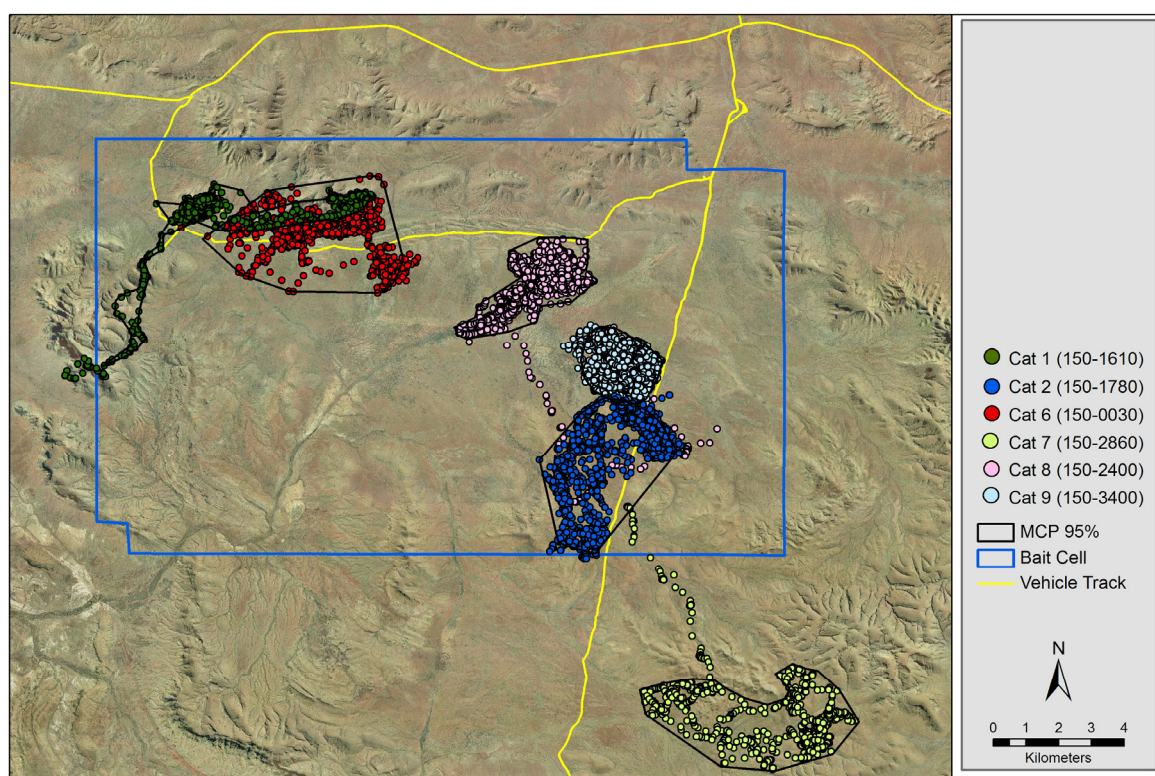 Cat 1 (150-1610)
Cat 2 (150-1780)
Cat 6 (150-0030)
Cat 7 (150-2860)
Cat 8 (150-2400)
Cat 9 (150-3400)
MCP 95%
Bait Cell
Vehicle Track
N
0 1 2 3 4
Kilometers